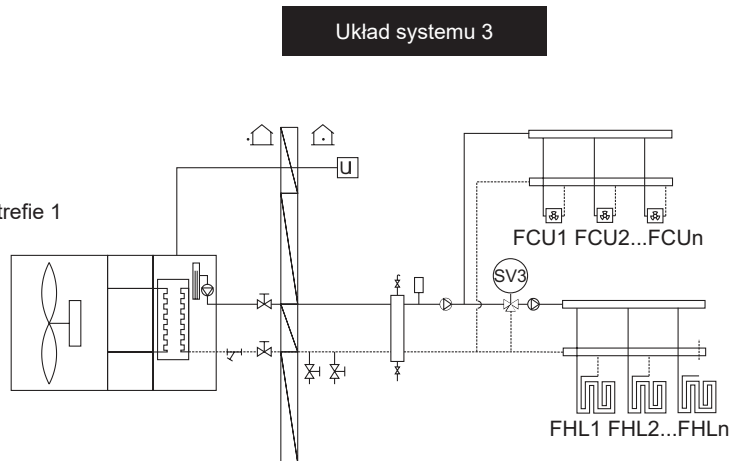 Układ systemu 3
u
trefie 1
FCU1 FCU2...FCUn
SV3
FHL1 FHL2...FHLn